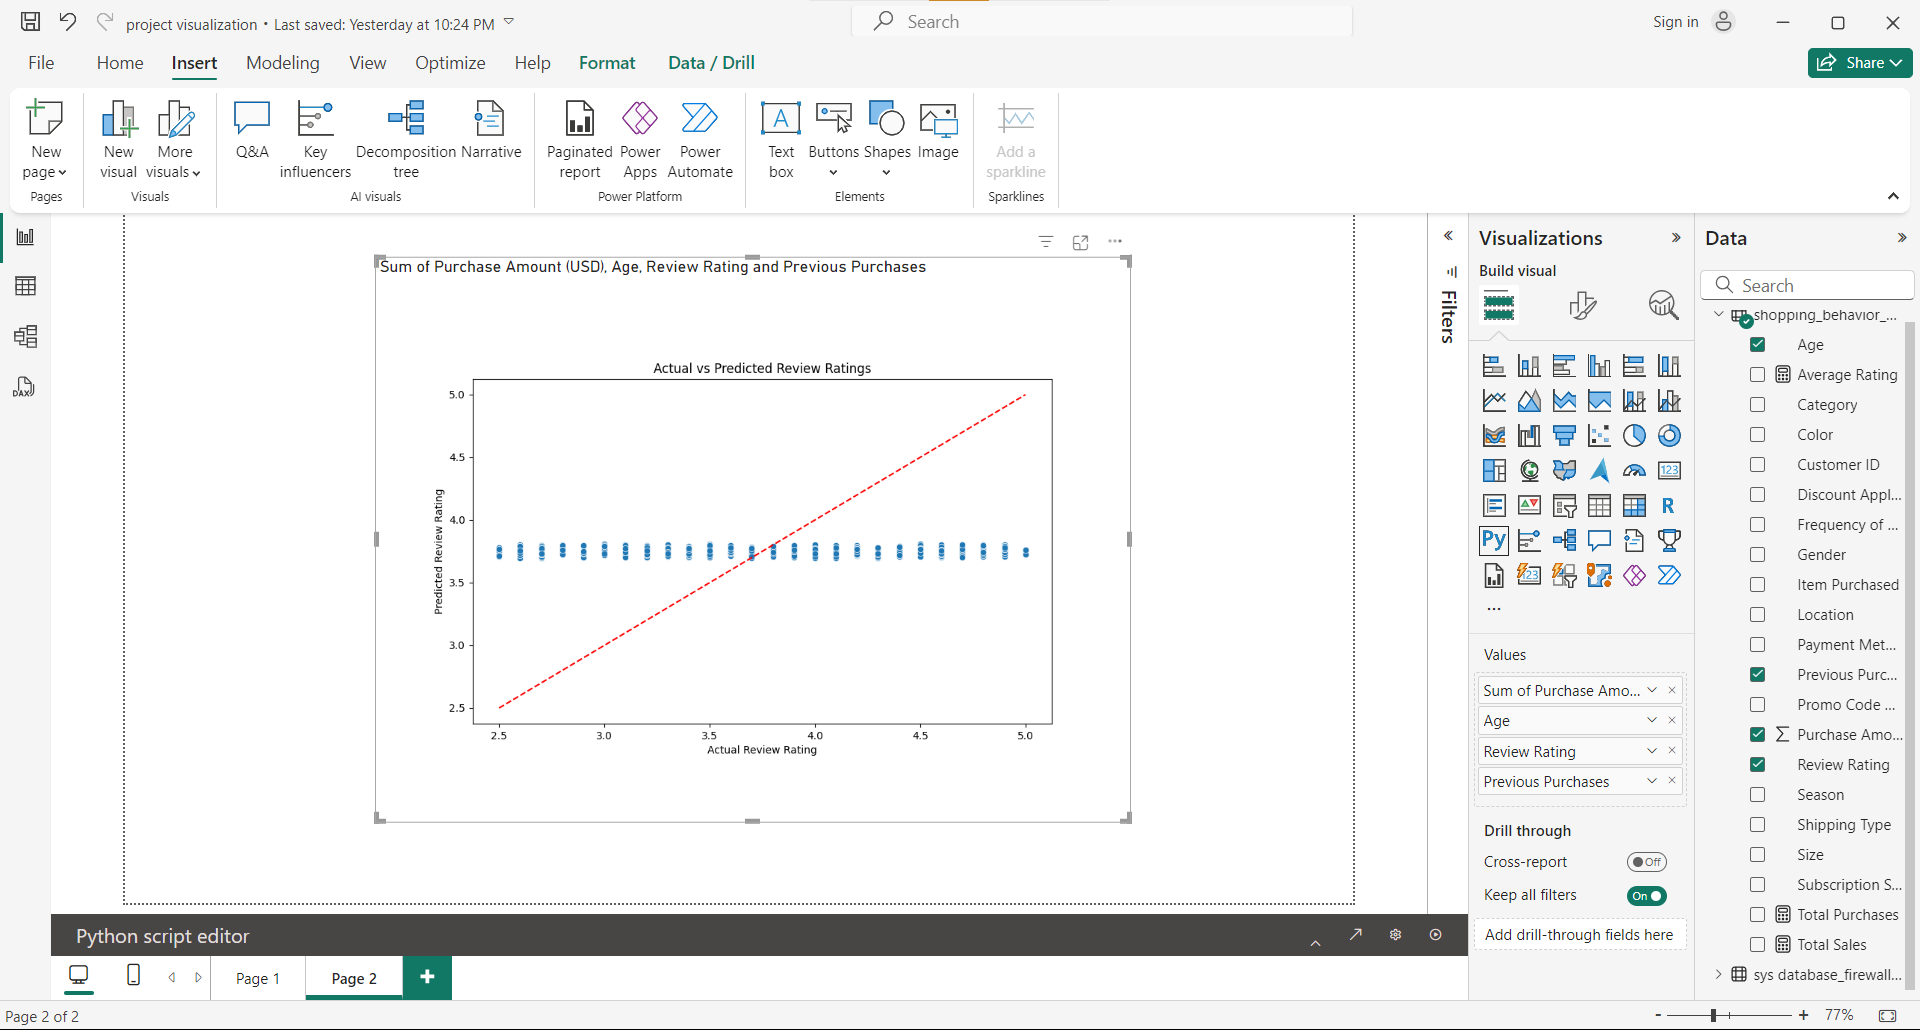 project visualization • Last saved: Yesterday at 10:24 PM
Search
Sign in
File Home Insert Modeling View Optimize Help Format Data / Drill
Share
New page
New visual
More visuals
Q&A
Key influencers
Decomposition tree
Narrative
Paginated report
Power Apps
Power Automate
A
Text box
Buttons
Shapes
Image
Add a sparkline
Pages
Visuals
AI visuals
Power Platform
Elements
Sparklines
DAX
Sum of Purchase Amount (USD), Age, Review Rating and Previous Purchases
Actual vs Predicted Review Ratings
Predicted Review Rating
5.0
4.5
4.0
3.5
3.0
2.5
2.5 3.0 3.5 4.0 4.5 5.0
Actual Review Rating
Filters
Visualizations
Build visual
123
R
Py
123
...
Values
Sum of Purchase Amo...
Age
Review Rating
Previous Purchases
Drill through
Cross-report
Off
Keep all filters
On
Add drill-through fields here
Data
Search
shopping_behavior_...
Age
Average Rating
Category
Color
Customer ID
Discount Appl...
Frequency of ...
Gender
Item Purchased
Location
Payment Met...
Previous Purc...
Promo Code ...
Σ Purchase Amo...
Review Rating
Season
Shipping Type
Size
Subscription S...
Total Purchases
Total Sales
sys database_firewall...
Python script editor
Page 1
Page 2
+
Page 2 of 2
- + 77%